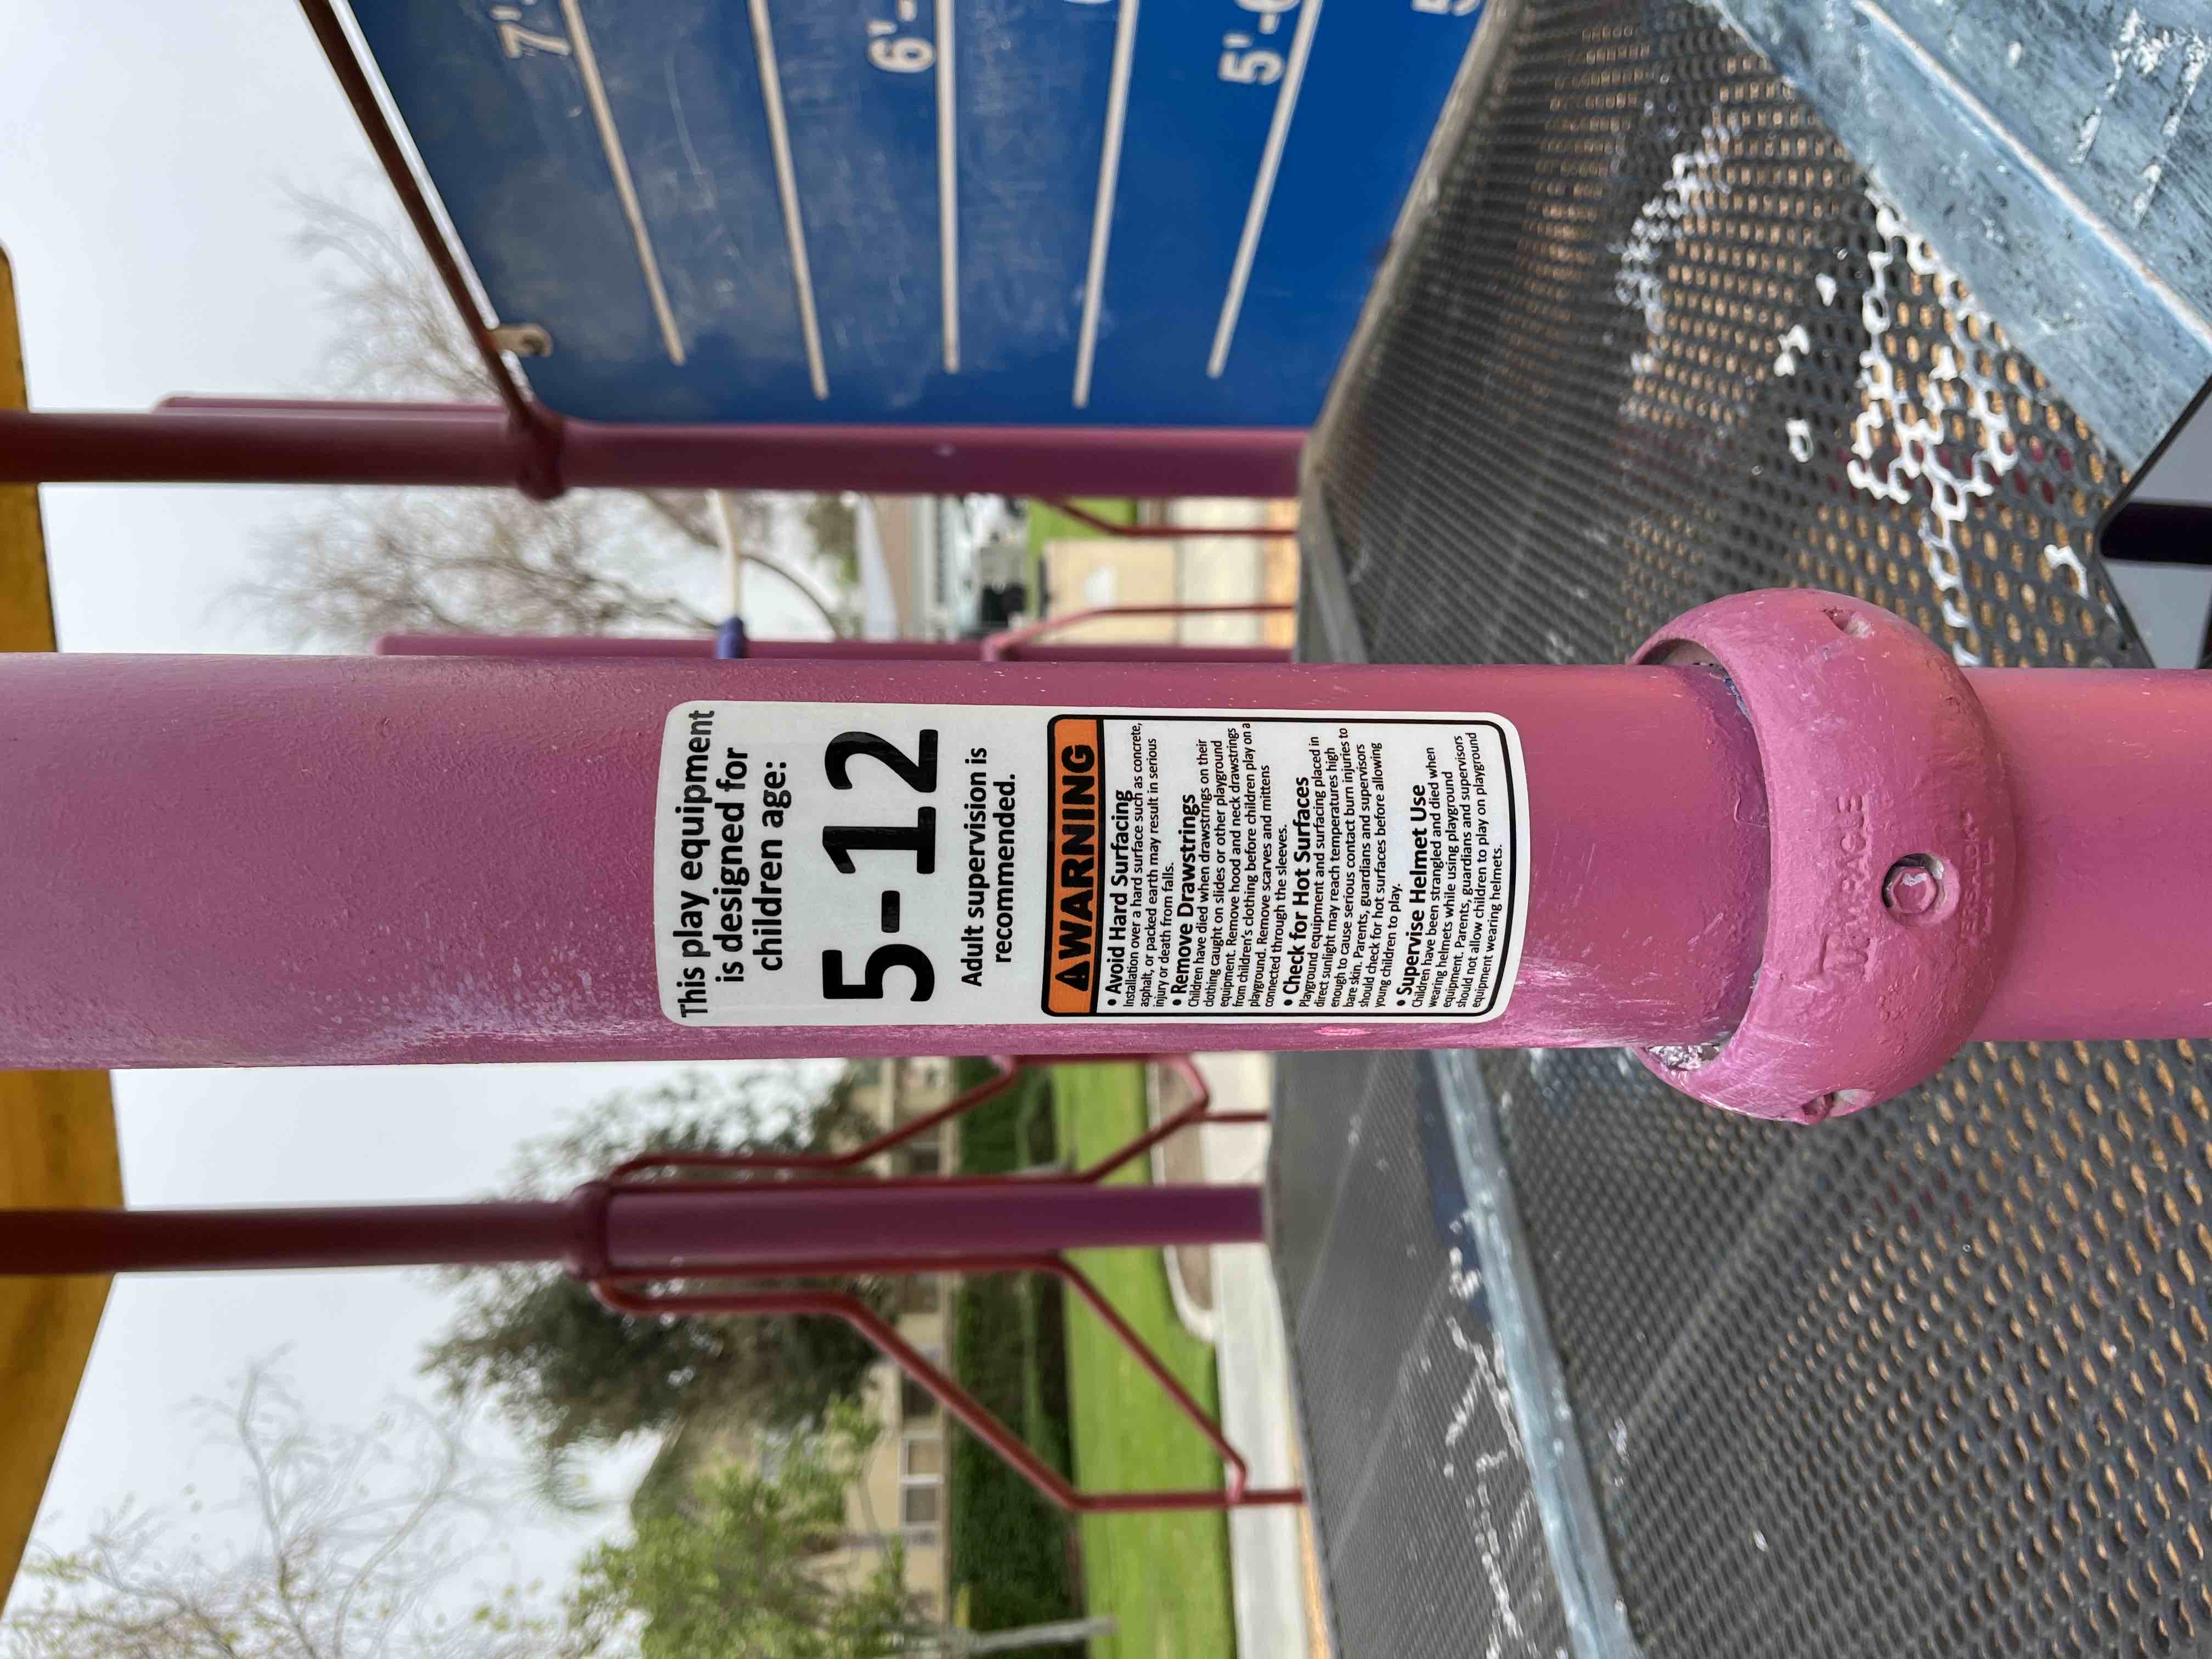 This play equipment
is designed for
children age:
5-12
Adult supervision is
recommended.
WARNING
• Avoid Hard Surfacing
Installation over a hard surface such as concrete,
asphalt, or packed earth may result in serious
injury or death from falls.
• Remove Drawstrings
Children have died when drawstrings on their
clothing caught on slides or other playground
equipment. Remove hood and neck drawstrings
from children's clothing before children play on a
playground. Remove scarves and mittens
connected through the sleeves.
• Check for Hot Surfaces
Playground equipment and surfacing placed in
direct sunlight may reach temperatures high
enough to cause serious contact burn injuries to
bare skin. Parents, guardians and supervisors
should check for hot surfaces before allowing
young children to play.
• Supervise Helmet Use
Children have been strangled and died when
wearing helmets while using playground
equipment. Parents, guardians and supervisors
should not allow children to play on playground
equipment wearing helmets.
MIRACLE
7'-
6'-
5'-